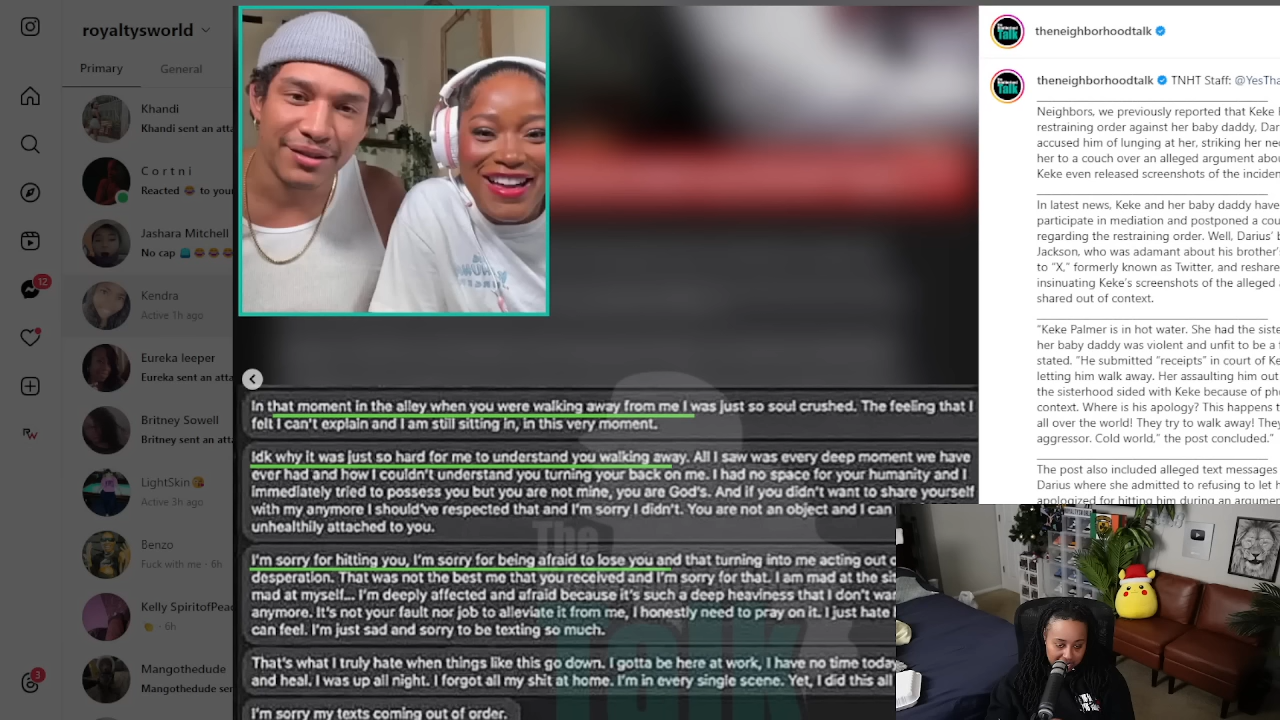 royaltysworld
Primary
General
Khandi
Khandi sent an atta
C o r t n i
Reacted 😂 to your
Jashara Mitchell
No cap
Kendra
Active 1h ago
Eureka leeper
Eureka sent an atta
Britney Sowell
Britney sent an atta
LightSkin
Active 3h ago
Benzo
Fuck with me · 6h
Kelly SpiritofPeac
· 6h
Mangothedude
Mangothedude sen
12
3
In that moment in the alley when you were walking away from me I was just so soul crushed. The feeling that I
felt I can't explain and I am still sitting in, in this very moment.
Idk why it was just so hard for me to understand you walking away. All I saw was every deep moment we have
ever had and how I couldn't understand you turning your back on me. I had no space for your humanity and I
immediately tried to possess you but you are not mine, you are God's. And if you didn't want to share yourself
with my anymore I should've respected that and I'm sorry I didn't. You are not an object and I can
unhealthily attached to you.
I'm sorry for hitting you, I'm sorry for being afraid to lose you and that turning into me acting out o
desperation. That was not the best me that you received and I'm sorry for that. I am mad at the sit
mad at myself... I'm deeply affected and afraid because it's such a deep heaviness that I don't wan
anymore. It's not your fault nor job to alleviate it from me, I honestly need to pray on it. I just hate
can feel. I'm just sad and sorry to be texting so much.
That's what I truly hate when things like this go down. I gotta be here at work, I have no time today
and heal. I was up all night. I forgot all my shit at home. I'm in every single scene. Yet, I did this all
I'm sorry my texts coming out of order.
The
Talk
theneighborhoodtalk
theneighborhoodtalk TNHT Staff: @YesTha
Neighbors, we previously reported that Keke
restraining order against her baby daddy, Dar
accused him of lunging at her, striking her nec
her to a couch over an alleged argument abou
Keke even released screenshots of the incider
In latest news, Keke and her baby daddy have
participate in mediation and postponed a cou
regarding the restraining order. Well, Darius' b
Jackson, who was adamant about his brother's
to "X," formerly known as Twitter, and reshare
insinuating Keke's screenshots of the alleged a
shared out of context.
"Keke Palmer is in hot water. She had the siste
her baby daddy was violent and unfit to be a f
stated. "He submitted "receipts" in court of Ke
letting him walk away. Her assaulting him out
the sisterhood sided with Keke because of pho
context. Where is his apology? This happens t
all over the world! They try to walk away! They
aggressor. Cold world," the post concluded."
The post also included alleged text messages
Darius where she admitted to refusing to let h
apologized for hitting him during an argumen